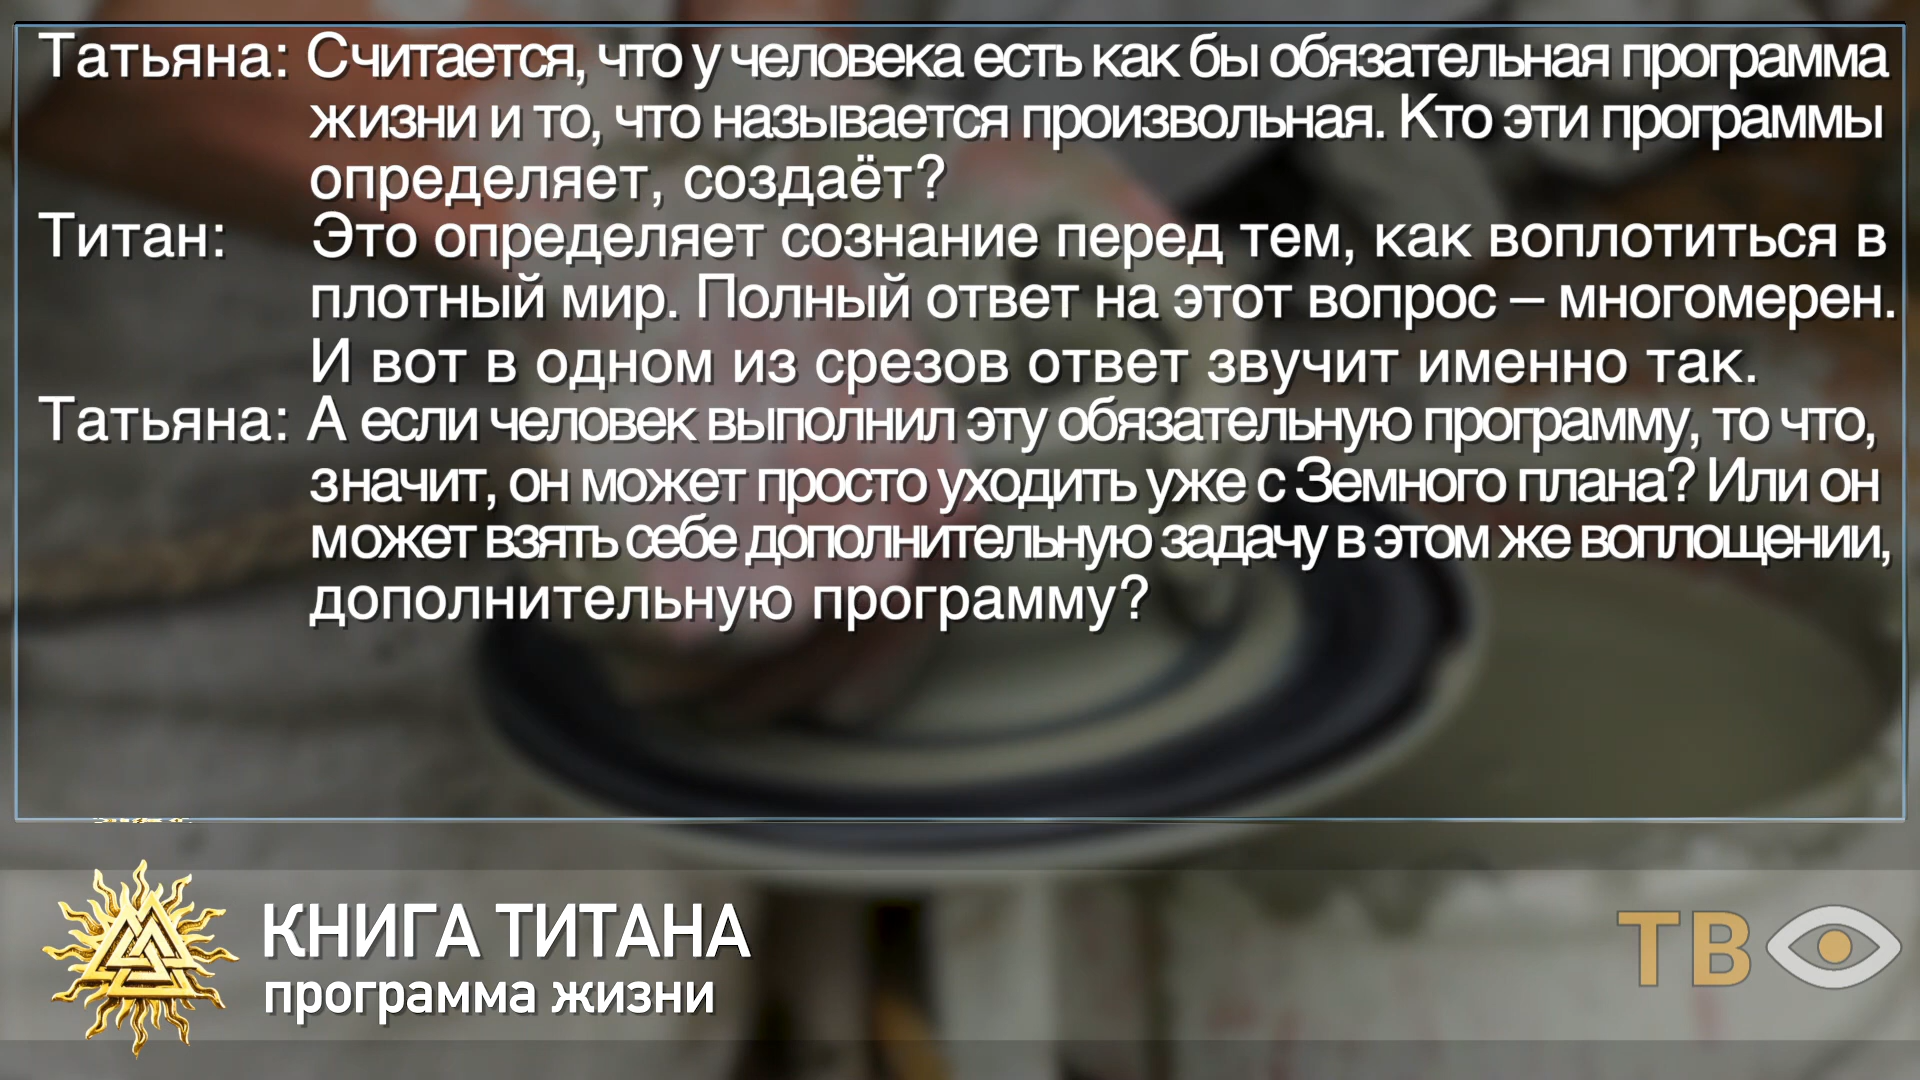 Татьяна: Считается, что у человека есть как бы обязательная программа
жизни и то, что называется произвольная. Кто эти программы
определяет, создаёт?
Титан: Это определяет сознание перед тем, как воплотиться в
плотный мир. Полный ответ на этот вопрос – многомерен.
И вот в одном из срезов ответ звучит именно так.
Татьяна: А если человек выполнил эту обязательную программу, то что,
значит, он может просто уходить уже с Земного плана? Или он
может взять себе дополнительную задачу в этом же воплощении,
дополнительную программу?
КНИГА ТИТАНА
программа жизни
ТВ